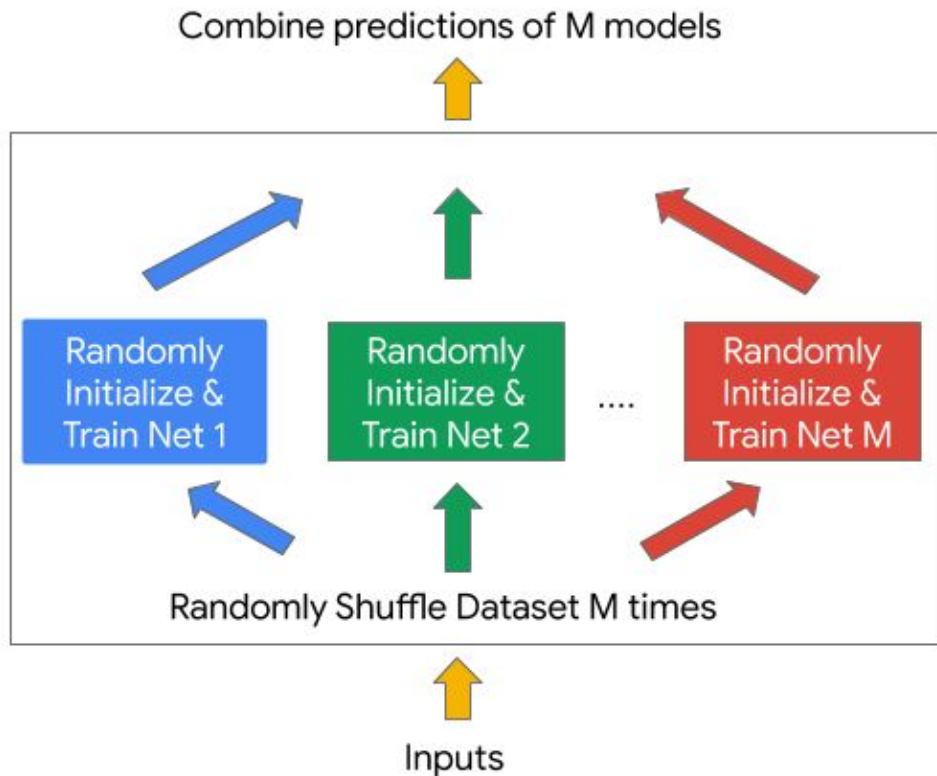 Combine predictions of M models
Randomly
Initialize &
Train Net 1
Randomly
Initialize &
Train Net 2
....
Randomly
Initialize &
Train Net M
Randomly Shuffle Dataset M times
Inputs